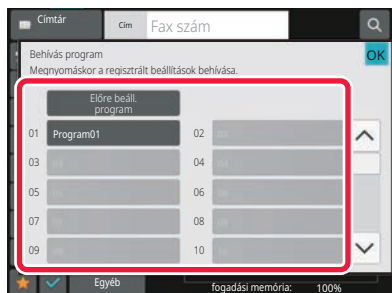 Címtár
Cím
Fax szám
Behívás program
OK
Megnyomáskor a regisztrált beállítások behívása.
Előre beáll.
program
01 Program01 02
03 04
05 06
07 08
09 10
Egyéb
fogadási memória: 100%